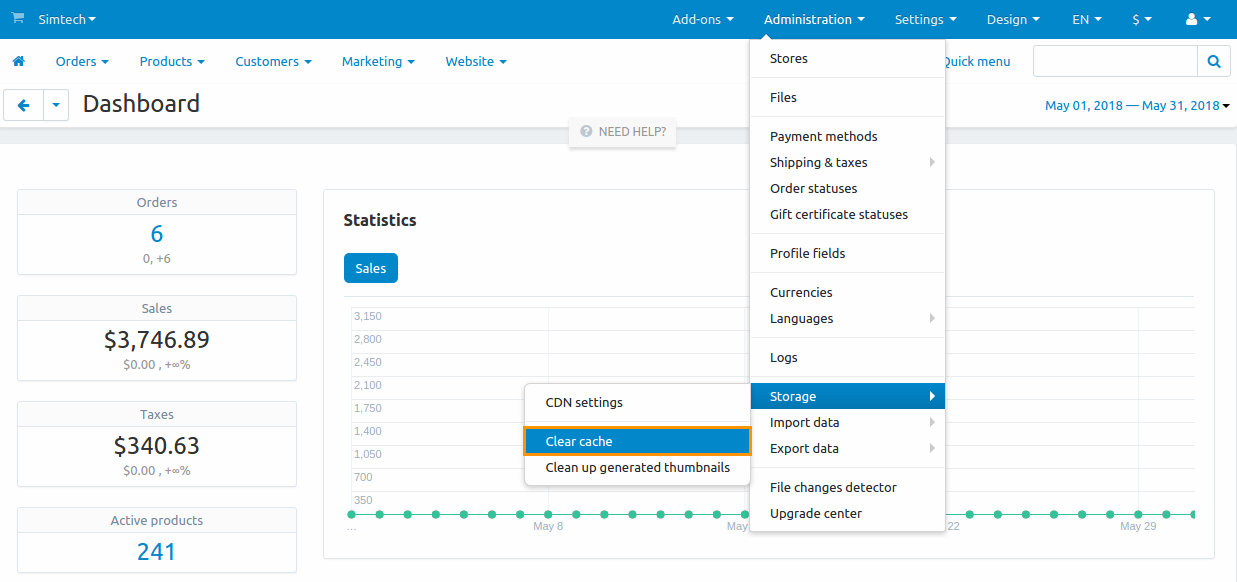 Simtech
Add-ons
Administration
Settings
Design
EN
$
Orders
Products
Customers
Marketing
Website
Quick menu
Dashboard
May 01, 2018 — May 31, 2018
NEED HELP?
Stores
Files
Payment methods
Shipping & taxes
Order statuses
Gift certificate statuses
Profile fields
Currencies
Languages
Logs
Storage
Import data
Export data
File changes detector
Upgrade center
CDN settings
Clear cache
Clean up generated thumbnails
Orders
6
0, +6
Sales
$3,746.89
$0.00 , +∞%
Taxes
$340.63
$0.00 , +∞%
Active products
241
Statistics
Sales
3,150
2,800
2,450
2,100
1,750
1,400
1,050
700
350
...
May 8
May
22
May 29